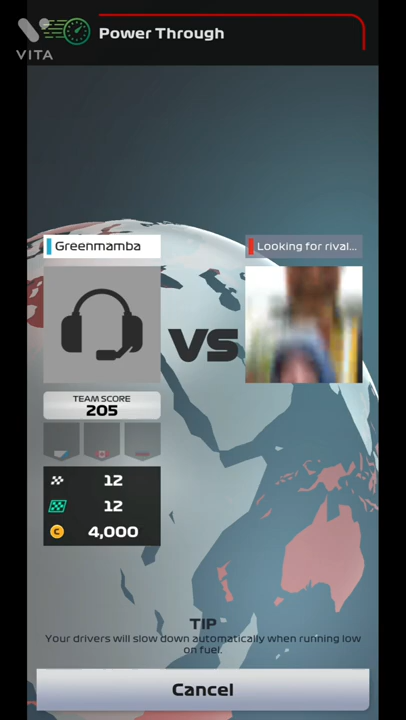 Power Through
VITA
Greenmamba
Looking for rival...
VS
TEAM SCORE
205
12
12
C 4,000
TIP
Your drivers will slow down automatically when running low
on fuel.
Cancel